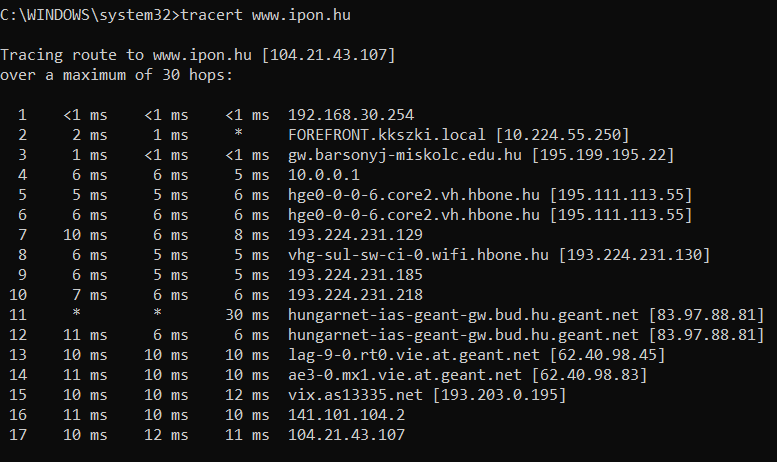 C:\WINDOWS\system32>tracert www.ipon.hu
Tracing route to www.ipon.hu [104.21.43.107]
over a maximum of 30 hops:
1 <1 ms <1 ms <1 ms 192.168.30.254
2 2 ms 1 ms * FOREFRONT.kkszki.local [10.224.55.250]
3 1 ms <1 ms <1 ms gw.barsonyj-miskolc.edu.hu [195.199.195.22]
4 6 ms 6 ms 5 ms 10.0.0.1
5 5 ms 5 ms 6 ms hge0-0-0-6.core2.vh.hbone.hu [195.111.113.55]
6 6 ms 6 ms 6 ms hge0-0-0-6.core2.vh.hbone.hu [195.111.113.55]
7 10 ms 6 ms 8 ms 193.224.231.129
8 6 ms 5 ms 5 ms vhg-sul-sw-ci-0.wifi.hbone.hu [193.224.231.130]
9 6 ms 5 ms 5 ms 193.224.231.185
10 7 ms 6 ms 6 ms 193.224.231.218
11 * * 30 ms hungarnet-ias-geant-gw.bud.hu.geant.net [83.97.88.81]
12 11 ms 6 ms 6 ms hungarnet-ias-geant-gw.bud.hu.geant.net [83.97.88.81]
13 10 ms 10 ms 10 ms lag-9-0.rt0.vie.at.geant.net [62.40.98.45]
14 11 ms 10 ms 10 ms ae3-0.mx1.vie.at.geant.net [62.40.98.83]
15 10 ms 10 ms 12 ms vix.as13335.net [193.203.0.195]
16 11 ms 10 ms 10 ms 141.101.104.2
17 10 ms 12 ms 11 ms 104.21.43.107